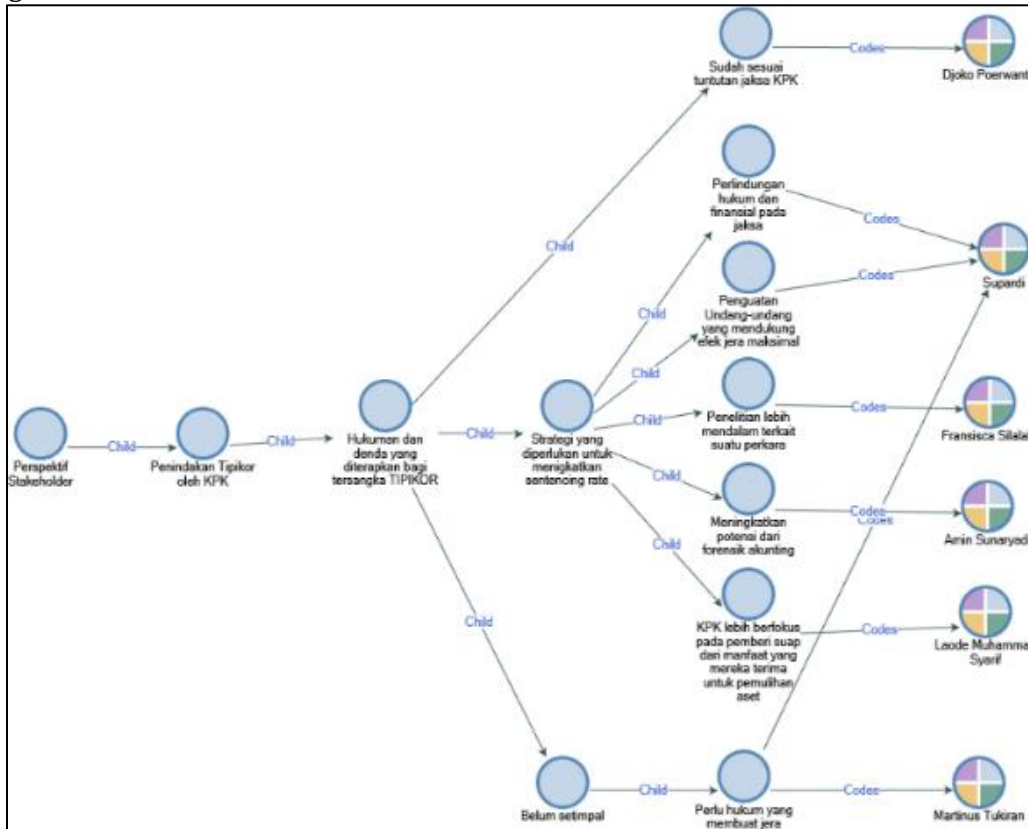 Codes
Sudah sesuai
tuntutan jaksa KPK
Djoko Poerwant
Perlindungan
hukum dan
finansial pada
jaksa
Codes
Child
Supardi
Penguatan
Undang-undang
yang mendukung
efek jera maksimal
Codes
Child
Child
Perspektif
Stakeholder
Child
Penindakan Tipikor
oleh KPK
Child
Hukuman dan
denda yang
diterapkan bagi
tersangka TIPIKOR
Child
Strategi yang
diperlukan untuk
menigkatkan
sentencing rate
Child
Penelitian lebih
mendalam terkait
suatu perkara
Codes
Fransisca Silalal
Child
Meningkatkan
potensi dari
forensik akunting
Codes
Codes
Amin Sunaryad
Child
KPK lebih berfokus
pada pemberi suap
dari manfaat yang
mereka terima
untuk pemulihan
aset
Codes
Laode Muhamma
Syarif
Child
Belum setimpal
Child
Perlu hukum yang
membuat jera
Codes
Martinus Tukiran